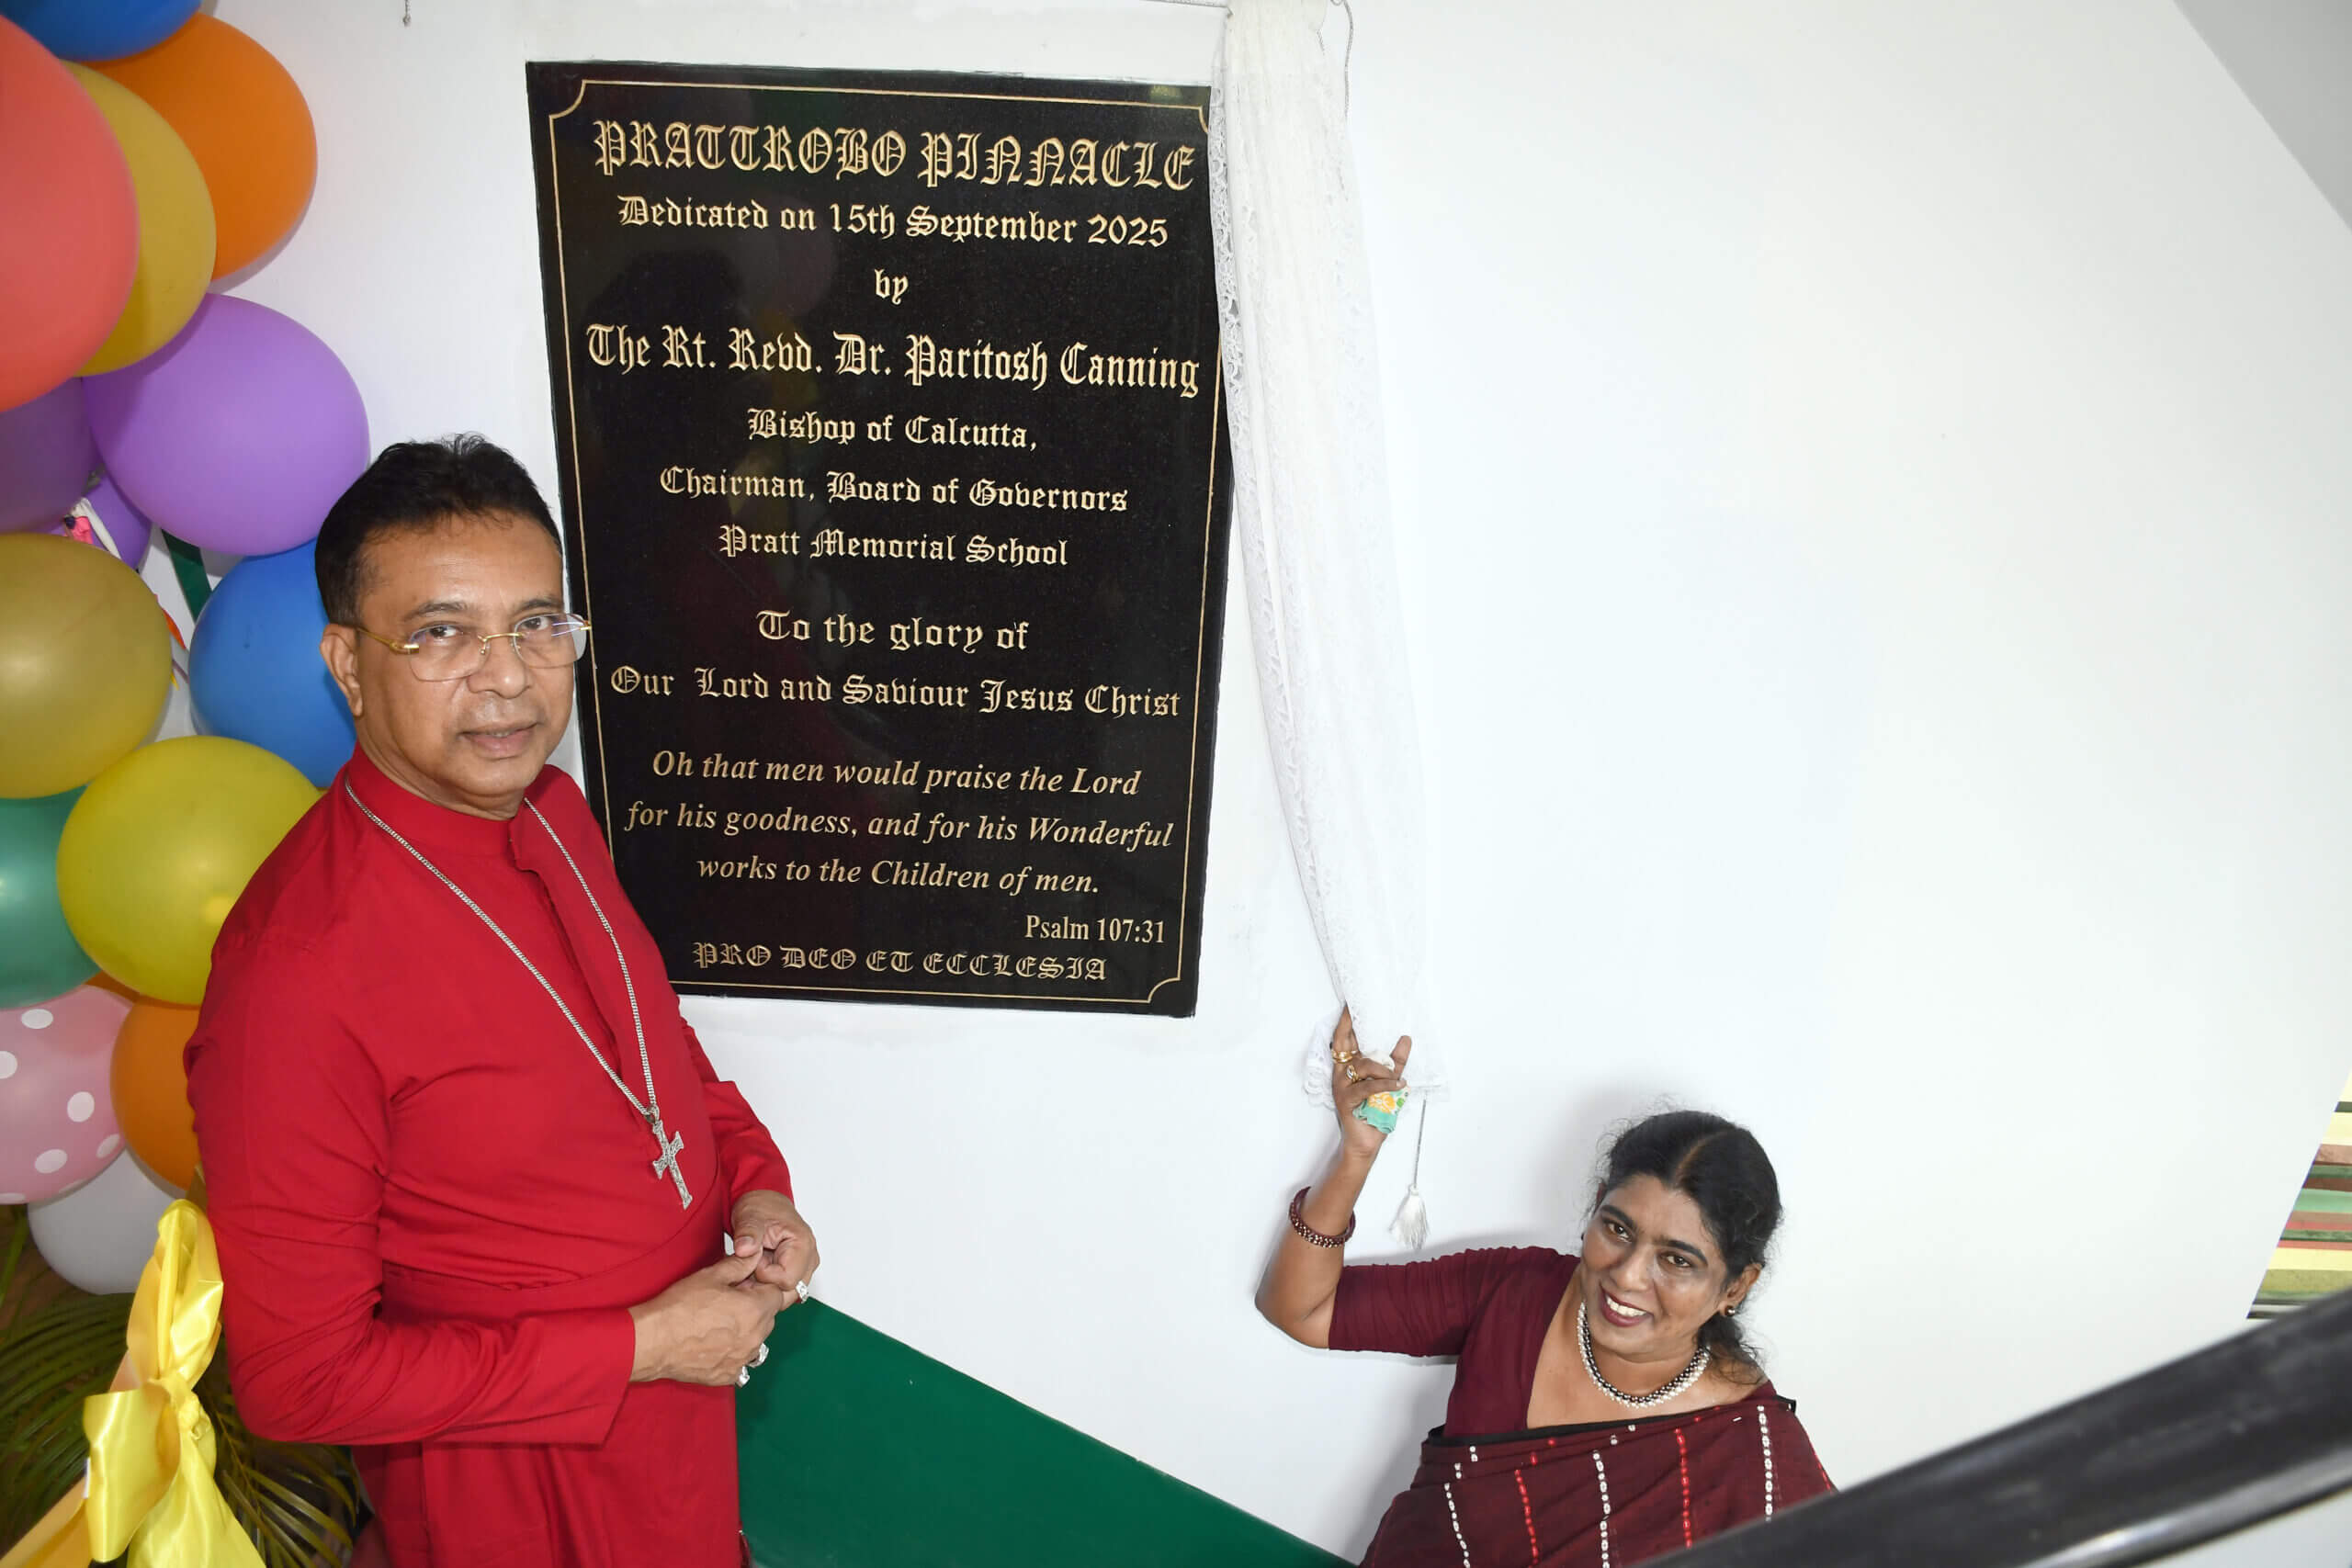 PRATTROBO PINNACLE
Dedicated on 15th September 2025
by
The Rt. Revd. Dr. Paritosh Canning
Bishop of Calcutta,
Chairman, Board of Governors
Pratt Memorial School
To the glory of
Our Lord and Saviour Jesus Christ
Oh that men would praise the Lord
for his goodness, and for his Wonderful
works to the Children of men.
Psalm 107:31
PRO DEO ET ECCLESIA